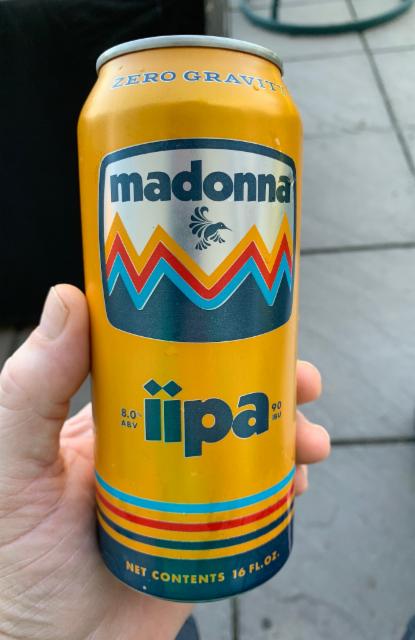 ZERO GRAVITY
madonna
8.0 ABV
iipa
90 IBU
NET CONTENTS 16 FL.OZ.